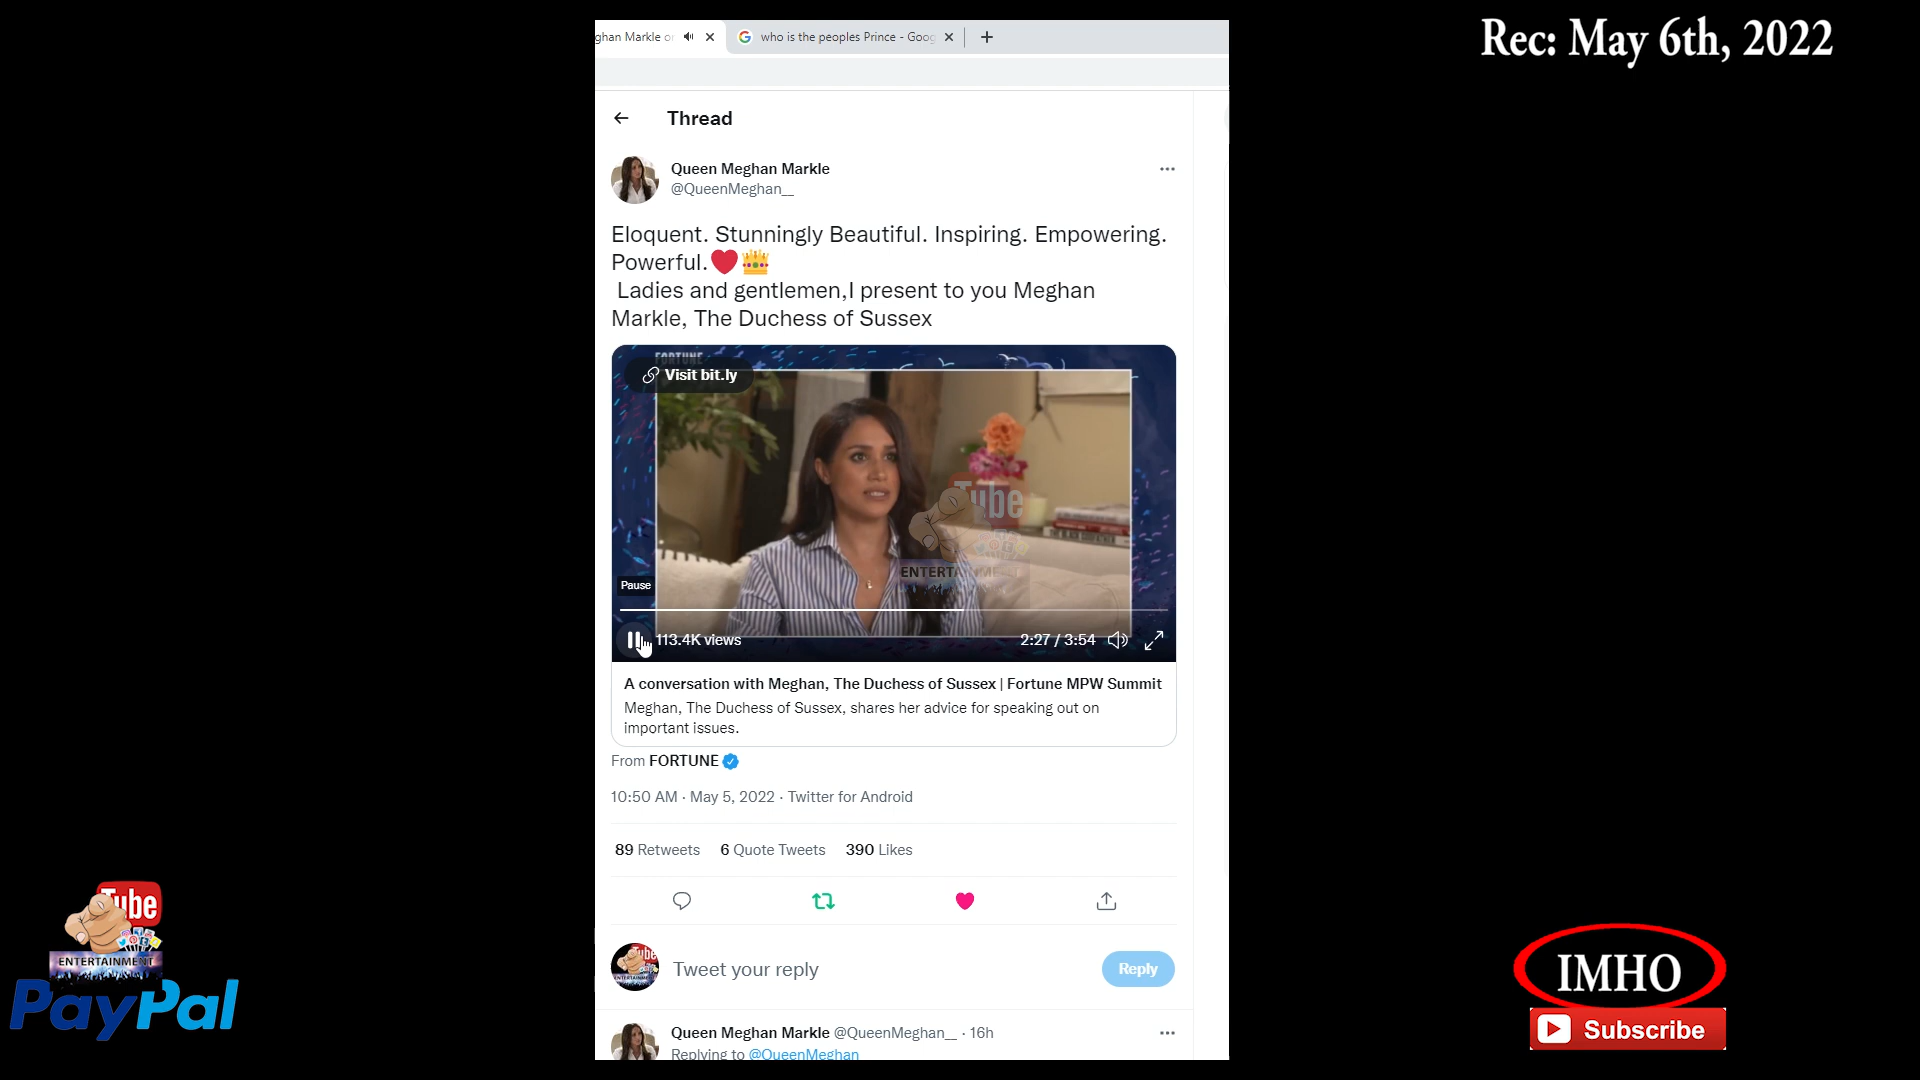 Rec: May 6th, 2022
ghan Markle o
who is the peoples Prince - Goog
Thread
Queen Meghan Markle
@QueenMeghan__
Eloquent. Stunningly Beautiful. Inspiring. Empowering.
Powerful.❤️👑
Ladies and gentlemen,I present to you Meghan
Markle, The Duchess of Sussex
FORTUNE
Visit bit.ly
Tube
ENTERTAINMENT
Pause
113.4K views
2:27 / 3:54
A conversation with Meghan, The Duchess of Sussex | Fortune MPW Summit
Meghan, The Duchess of Sussex, shares her advice for speaking out on
important issues.
From FORTUNE
10:50 AM · May 5, 2022 · Twitter for Android
89 Retweets 6 Quote Tweets 390 Likes
Tube
ENTERTAINMENT
Tweet your reply
Reply
Queen Meghan Markle @QueenMeghan__ · 16h
Replying to @QueenMeghan
Tube
ENTERTAINMENT
PayPal
IMHO
Subscribe